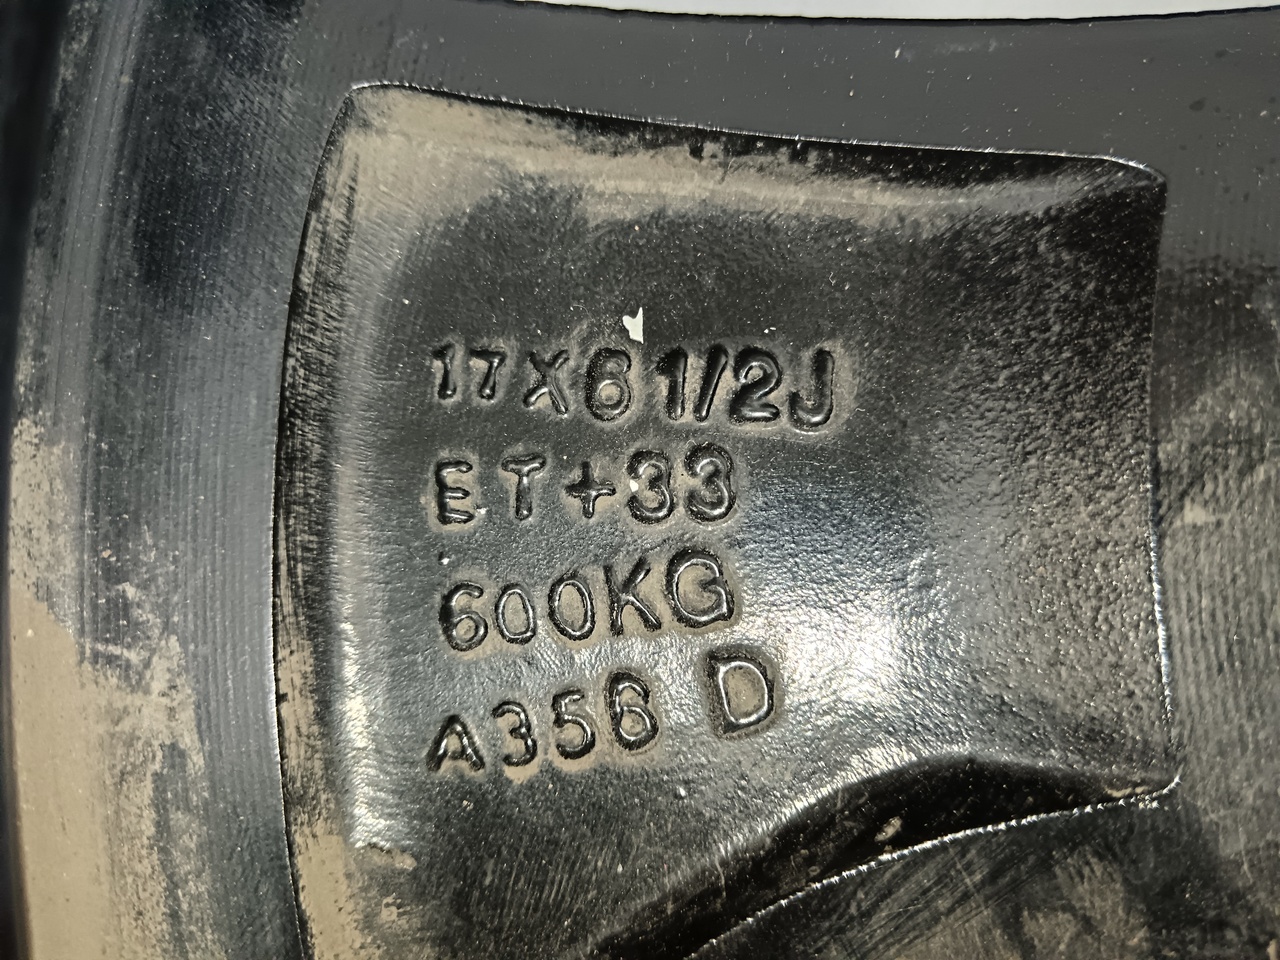 17X6 1/2J
ET+33
600KG
A356 D